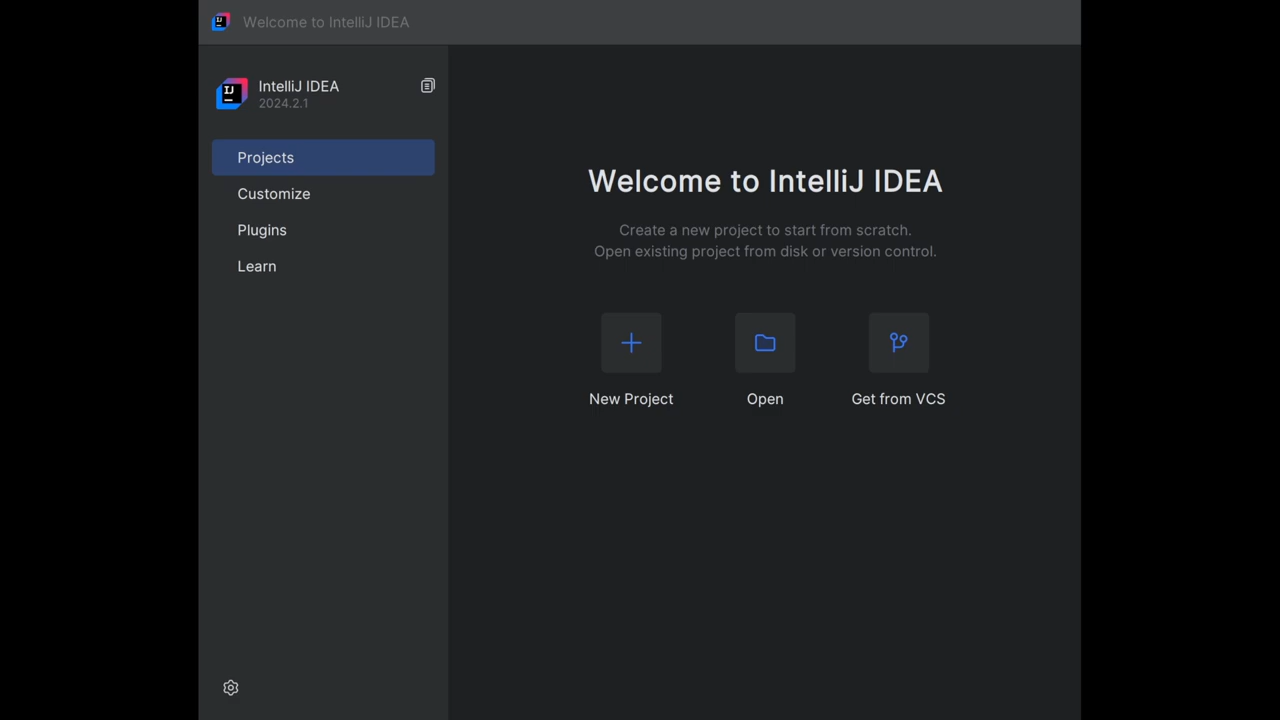 Welcome to IntelliJ IDEA
IntelliJ IDEA
2024.2.1
Projects
Customize
Plugins
Learn
Welcome to IntelliJ IDEA
Create a new project to start from scratch.
Open existing project from disk or version control.
New Project
Open
Get from VCS